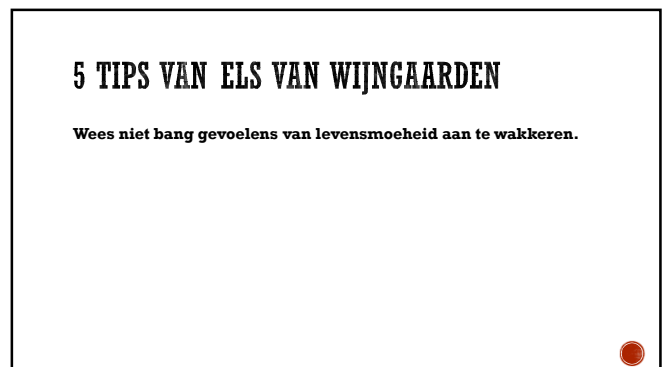 5 TIPS VAN ELS VAN WIJNGAARDEN
Wees niet bang gevoelens van levensmoeheid aan te wakkeren.